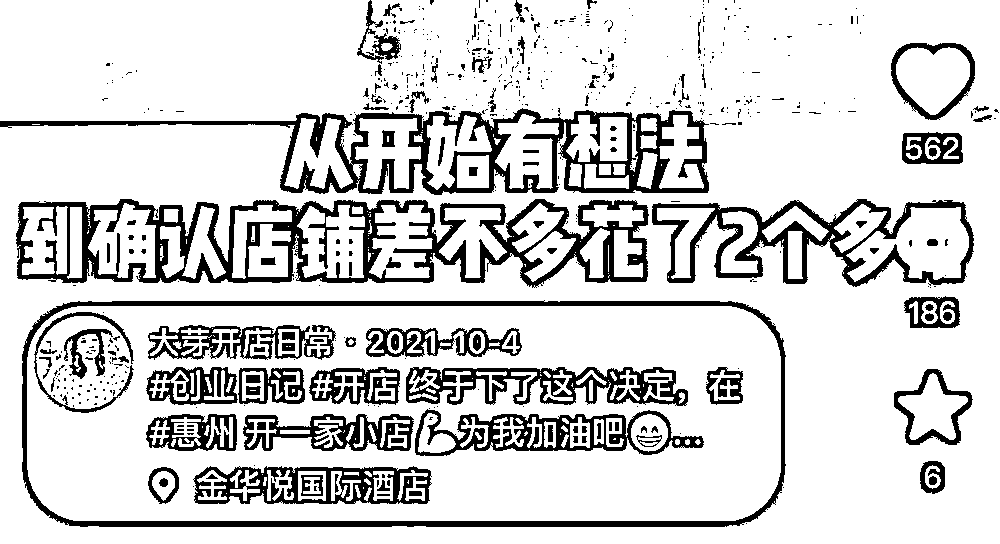 从开始有想法
562
到确认店铺差不多花了2个多
186
大芽开店日常 · 2021-10-4
#创业日记 #开店 终于下了这个决定，在
#惠州 开一家小店💪为我加油吧😁...
金华悦国际酒店
6